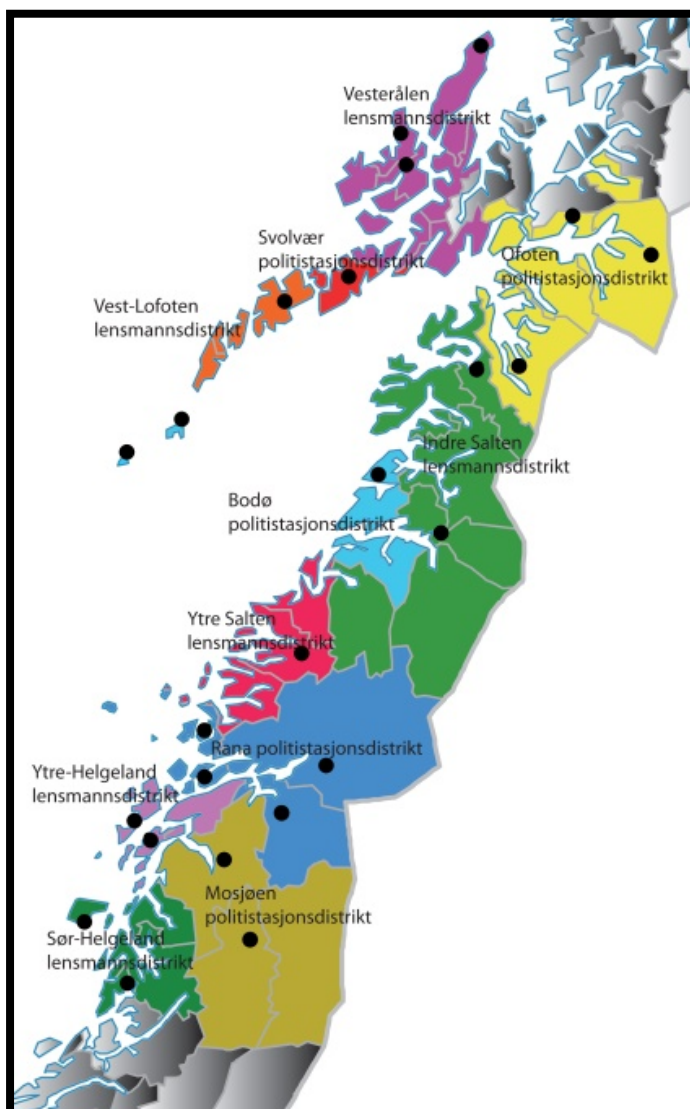 Vesterålen
lensmannsdistrikt
Svolvær
politistasjonsdistrikt
Ofoten
politistasjonsdistrikt
Vest-Lofoten
lensmannsdistrikt
Indre Salten
lensmannsdistrikt
Bodø
politistasjonsdistrikt
Ytre Salten
lensmannsdistrikt
Rana politistasjonsdistrikt
Ytre-Helgeland
lensmannsdistrikt
Mosjøen
politistasjonsdistrikt
Sør-Helgeland
lensmannsdistrikt